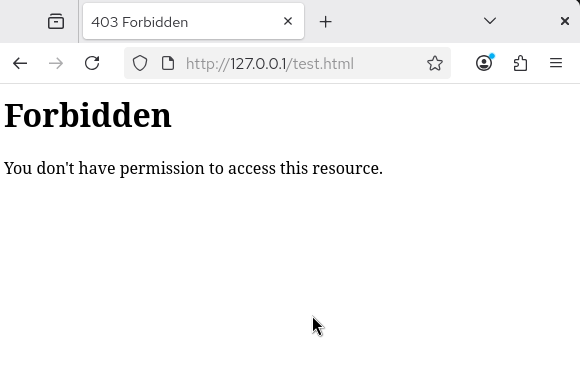 403 Forbidden
http://127.0.0.1/test.html
Forbidden
You don't have permission to access this resource.